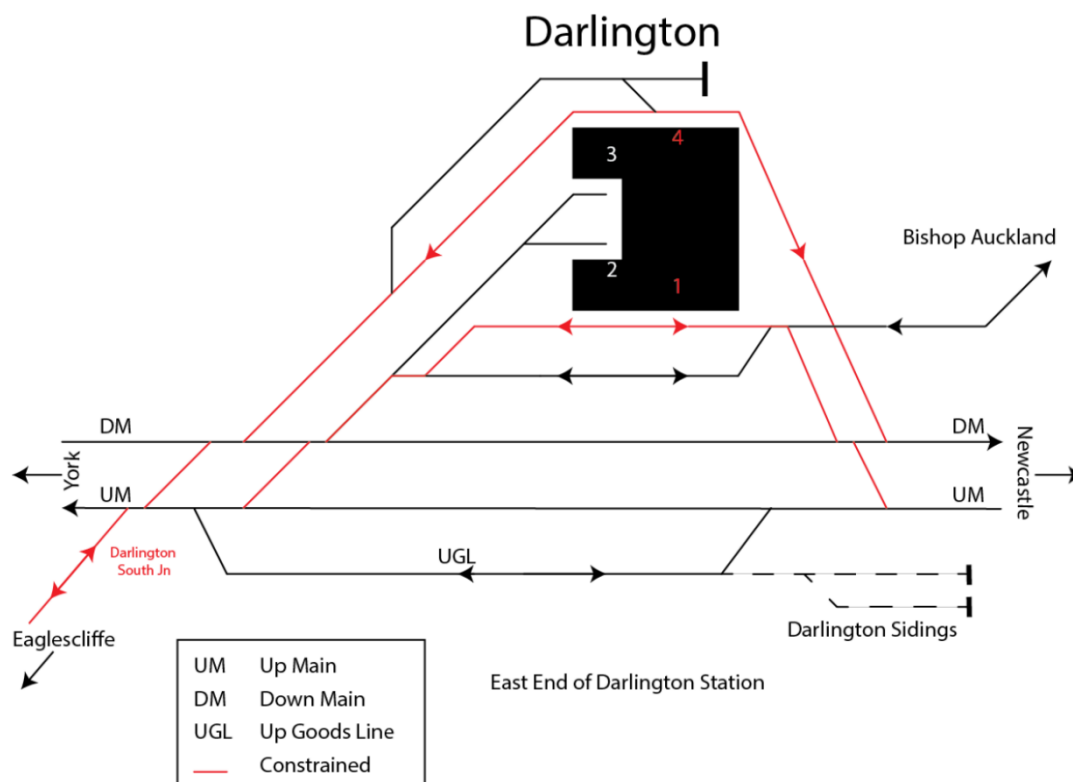 Darlington
4
3
Bishop Auckland
2
1
DM
DM
York
Newcastle
UM
UM
Darlington
South Jn
UGL
Eaglescliffe
Darlington Sidings
UM Up Main
DM Down Main
UGL Up Goods Line
Constrained
East End of Darlington Station